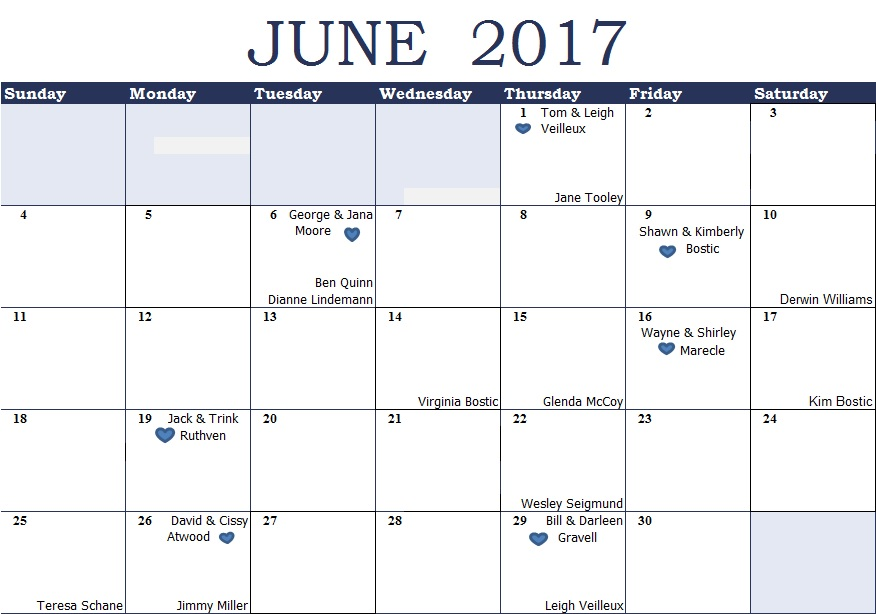 JUNE 2017
Sunday Monday Tuesday Wednesday Thursday Friday Saturday
1 Tom & Leigh
Veilleux
Jane Tooley
2
3
4
5
6 George & Jana
Moore
Ben Quinn
Dianne Lindemann
7
8
9
Shawn & Kimberly
Bostic
10
Derwin Williams
11
12
13
14
Virginia Bostic
15
Glenda McCoy
16
Wayne & Shirley
Marecle
17
Kim Bostic
18
19 Jack & Trink
Ruthven
20
21
22
Wesley Seigmund
23
24
25
Teresa Schane
26 David & Cissy
Atwood
Jimmy Miller
27
28
29 Bill & Darleen
Gravell
Leigh Veilleux
30